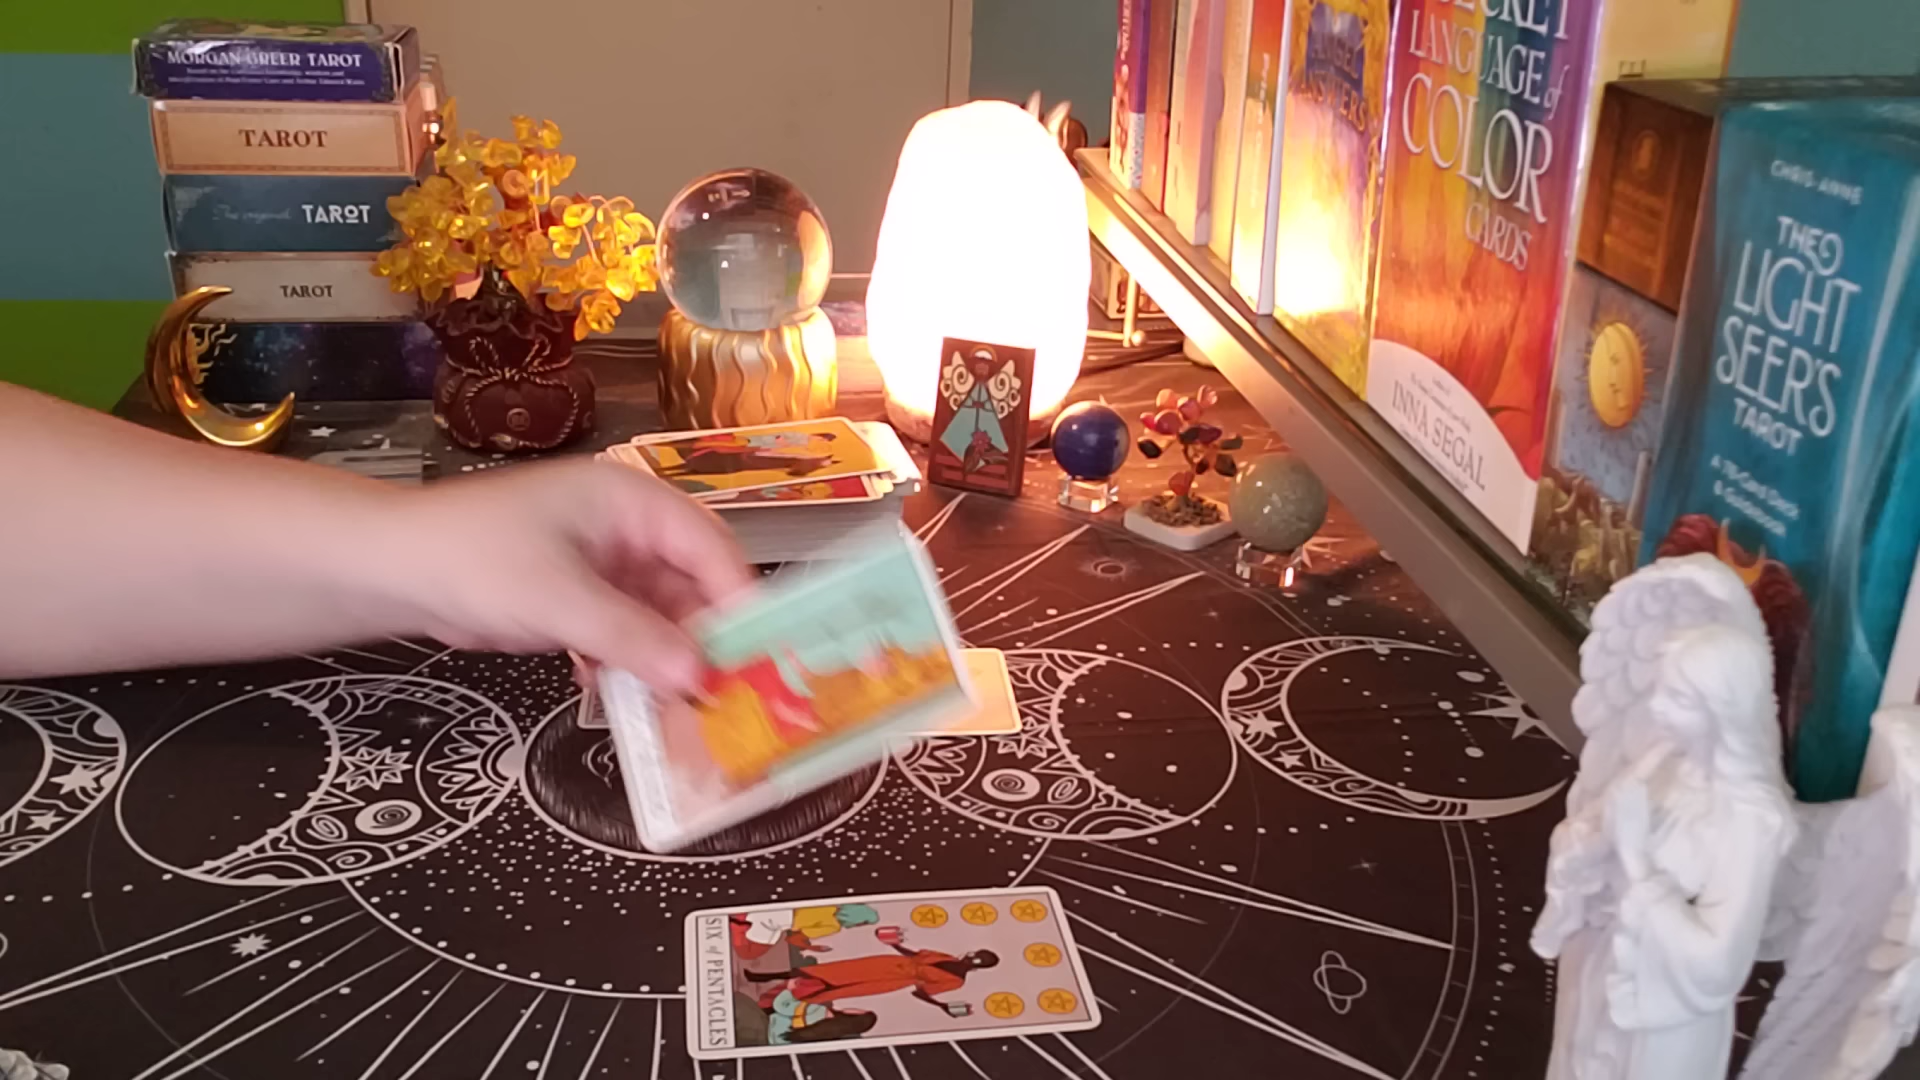 MORGAN-GREER TAROT
TAROT
The original TAROT
TAROT
ANGEL
ANSWERS
SECRET
LANGUAGE of
COLOR
CARDS
INNA SEGAL
CHRIS-ANNE
THE
LIGHT
SEER'S
TAROT
A 78-Card Deck
& Guidebook
SIX of PENTACLES